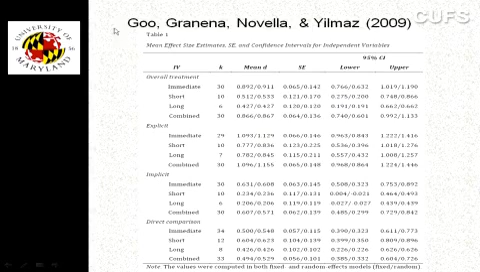 Goo, Granena, Novella, & Yilmaz (2009)
CUFS
UNIVERSITY OF
18 56
MARYLAND
Table 1
Mean Effect Size Estimates, SE, and Confidence Intervals for Independent Variables
95% CI
IV k Mean d SE Lower Upper
Overall treatment
Immediate 30 0.892/0.911 0.065/0.142 0.766/0.632 1.019/1.190
Short 10 0.512/0.533 0.121/0.170 0.275/0.200 0.748/0.866
Long 6 0.427/0.427 0.120/0.120 0.191/0.191 0.662/0.662
Combined 30 0.866/0.867 0.064/0.136 0.740/0.601 0.992/1.133
Explicit
Immediate 29 1.093/1.129 0.066/0.146 0.963/0.843 1.222/1.416
Short 10 0.777/0.836 0.123/0.225 0.536/0.396 1.018/1.276
Long 7 0.782/0.845 0.115/0.211 0.557/0.432 1.008/1.257
Combined 30 1.096/1.155 0.065/0.148 0.968/0.864 1.224/1.446
Implicit
Immediate 30 0.631/0.608 0.063/0.145 0.508/0.323 0.753/0.892
Short 10 0.234/0.236 0.117/0.131 0.004/-0.021 0.464/0.493
Long 6 0.206/0.206 0.119/0.119 -0.027/-0.027 0.439/0.439
Combined 30 0.607/0.571 0.062/0.139 0.485/0.299 0.729/0.842
Direct comparison
Immediate 34 0.500/0.548 0.057/0.115 0.390/0.323 0.611/0.773
Short 12 0.604/0.623 0.104/0.139 0.399/0.350 0.809/0.896
Long 8 0.426/0.426 0.102/0.102 0.226/0.226 0.626/0.626
Combined 33 0.494/0.529 0.056/0.101 0.385/0.332 0.604/0.726
Note. The values were computed in both fixed- and random-effects models (fixed/random).